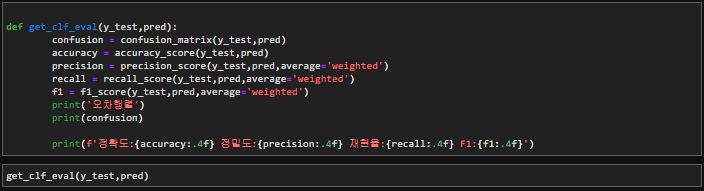 def get_clf_eval(y_test,pred):
confusion = confusion_matrix(y_test,pred)
accuracy = accuracy_score(y_test,pred)
precision = precision_score(y_test,pred,average='weighted')
recall = recall_score(y_test,pred,average='weighted')
f1 = f1_score(y_test,pred,average='weighted')
print('오차행렬')
print(confusion)
print(f'정확도:{accuracy:.4f} 정밀도:{precision:.4f} 재현율:{recall:.4f} F1:{f1:.4f}')
get_clf_eval(y_test,pred)